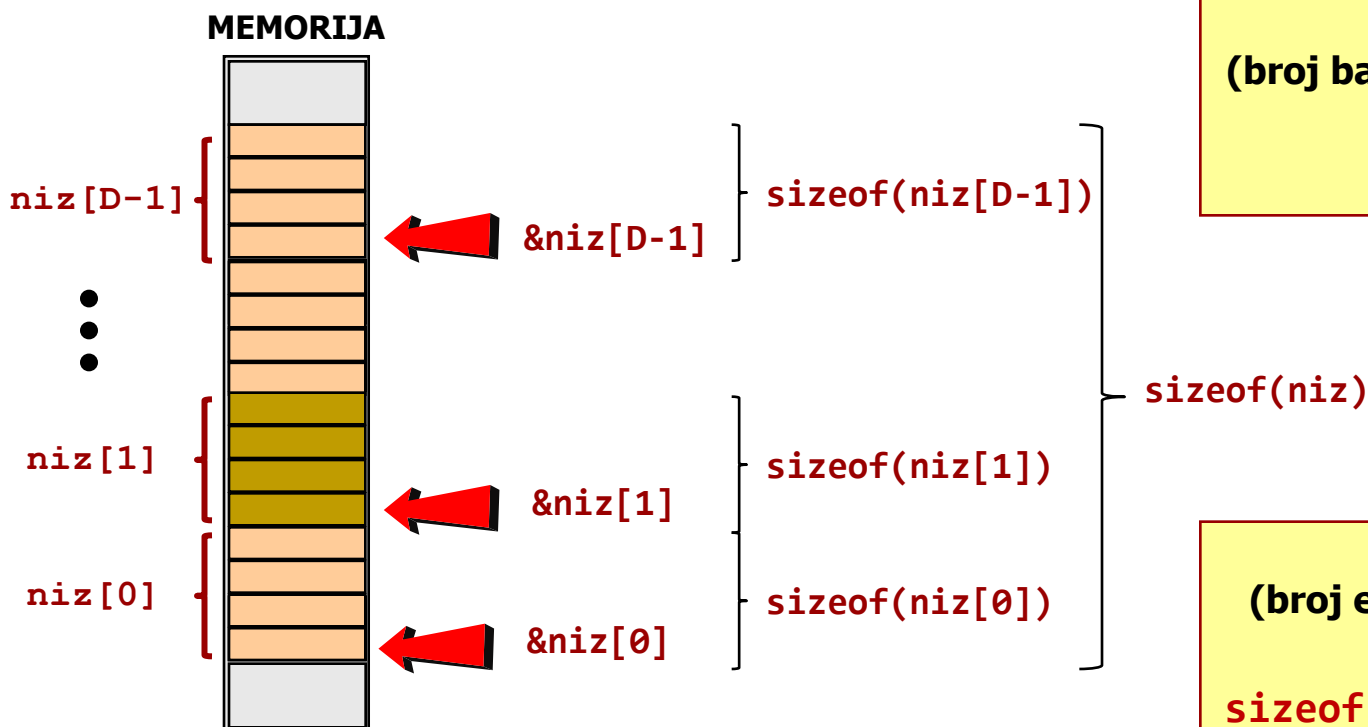 MEMORIJA
(broj ba
niz[D-1]
sizeof(niz[D-1])
&niz[D-1]
sizeof(niz)
niz[1]
sizeof(niz[1])
&niz[1]
niz[0]
sizeof(niz[0])
(broj e
&niz[0]
sizeof